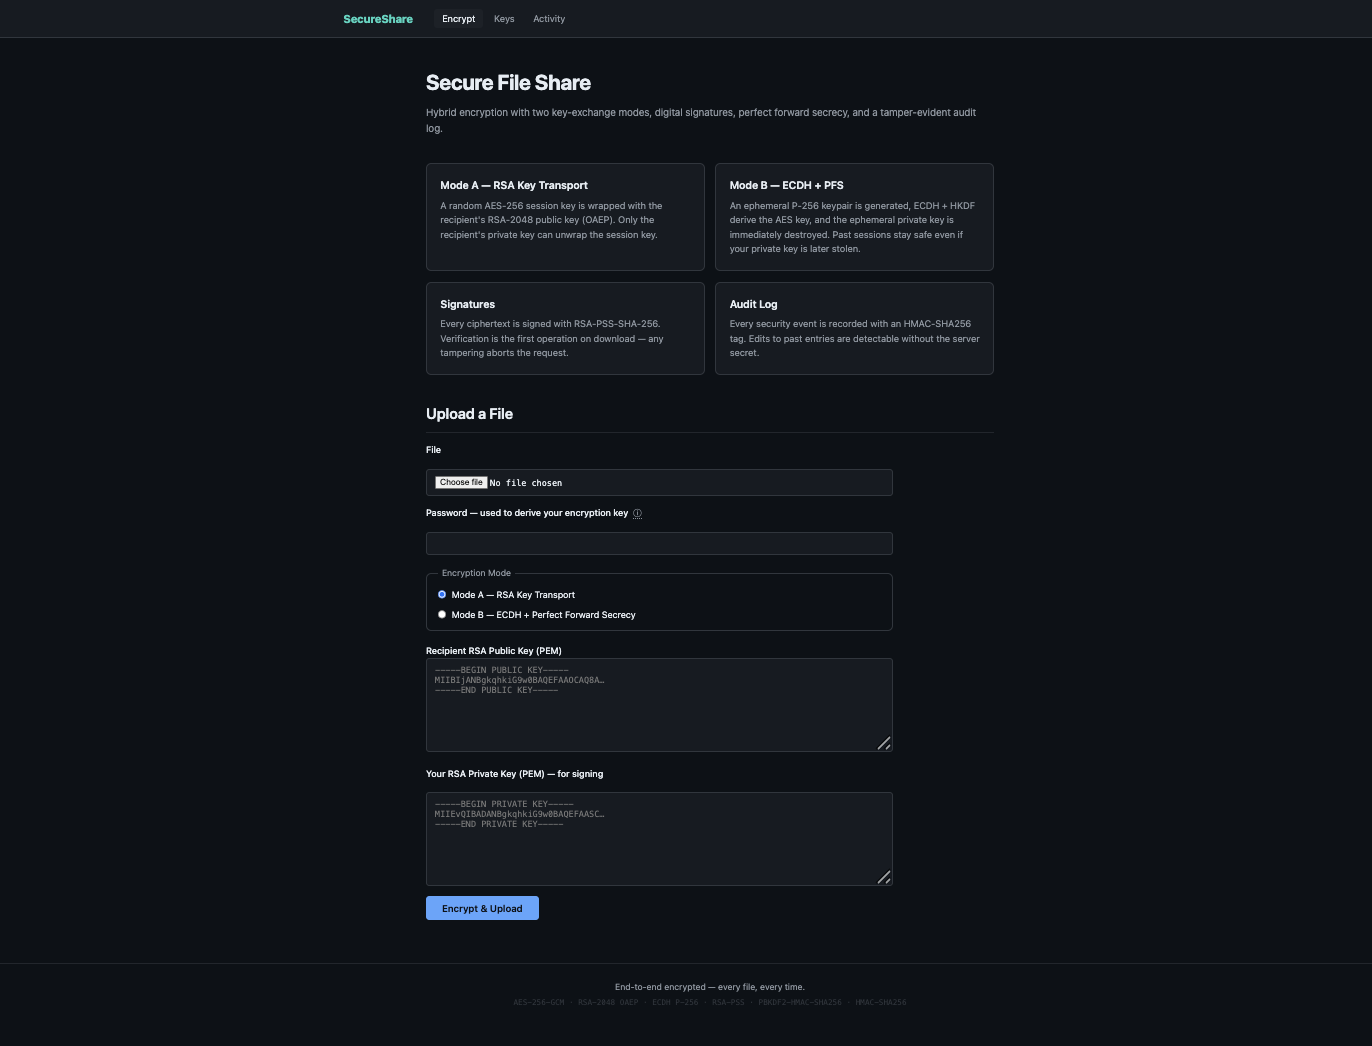 SecureShare Encrypt Keys Activity
Secure File Share
Hybrid encryption with two key-exchange modes, digital signatures, perfect forward secrecy, and a tamper-evident audit
log.
Mode A — RSA Key Transport
A random AES-256 session key is wrapped with the
recipient's RSA-2048 public key (OAEP). Only the
recipient's private key can unwrap the session key.
Mode B — ECDH + PFS
An ephemeral P-256 keypair is generated, ECDH + HKDF
derive the AES key, and the ephemeral private key is
immediately destroyed. Past sessions stay safe even if
your private key is later stolen.
Signatures
Every ciphertext is signed with RSA-PSS-SHA-256.
Verification is the first operation on download — any
tampering aborts the request.
Audit Log
Every security event is recorded with an HMAC-SHA256
tag. Edits to past entries are detectable without the server
secret.
Upload a File
File
Choose file No file chosen
Password — used to derive your encryption key ⓘ
Encryption Mode
Mode A — RSA Key Transport
Mode B — ECDH + Perfect Forward Secrecy
Recipient RSA Public Key (PEM)
-----BEGIN PUBLIC KEY-----
MIIBIjANBgkqhkiG9w0BAQEFAAOCAQ8A…
-----END PUBLIC KEY-----
Your RSA Private Key (PEM) — for signing
-----BEGIN PRIVATE KEY-----
MIIEvQIBADANBgkqhkiG9w0BAQEFAASC…
-----END PRIVATE KEY-----
Encrypt & Upload
End-to-end encrypted — every file, every time.
AES-256-GCM · RSA-2048 OAEP · ECDH P-256 · RSA-PSS · PBKDF2-HMAC-SHA256 · HMAC-SHA256